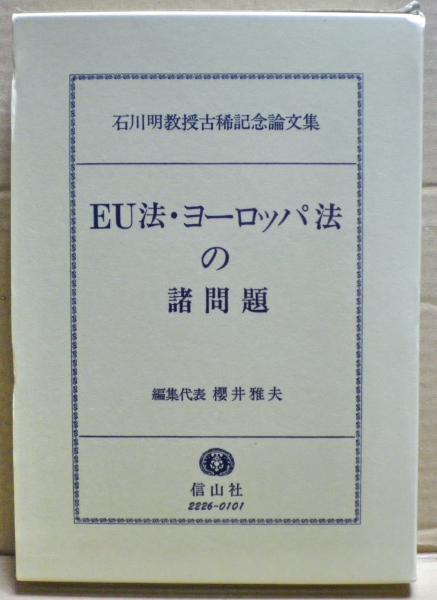 石川明教授古稀記念論文集
EU法・ヨーロッパ法
の
諸問題
編集代表 櫻井雅夫
信山社
2226-0101